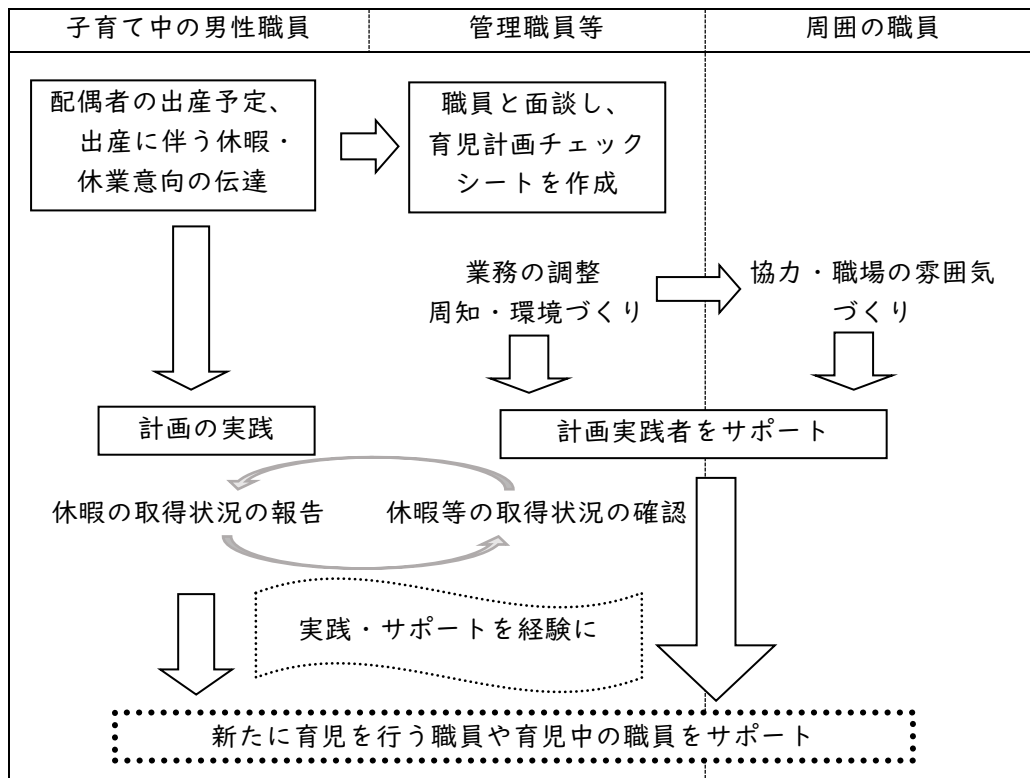 子育て中の男性職員
管理職員等
周囲の職員
配偶者の出産予定、
出産に伴う休暇・
休業意向の伝達
職員と面談し、
育児計画チェック
シートを作成
業務の調整
周知・環境づくり
協力・職場の雰囲気
づくり
計画の実践
計画実践者をサポート
休暇の取得状況の報告
休暇等の取得状況の確認
実践・サポートを経験に
新たに育児を行う職員や育児中の職員をサポート